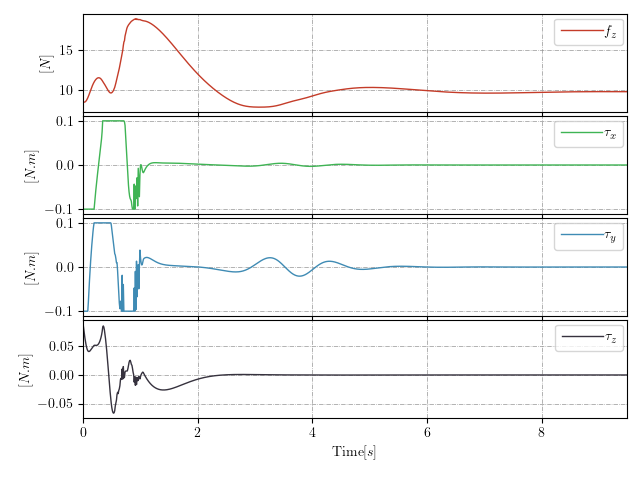 [N]
15
10
f_z
[N.m]
0.1
0.0
−0.1
τ_x
[N.m]
0.1
0.0
−0.1
τ_y
[N.m]
0.05
0.00
−0.05
τ_z
0 2 4 6 8
Time[s]